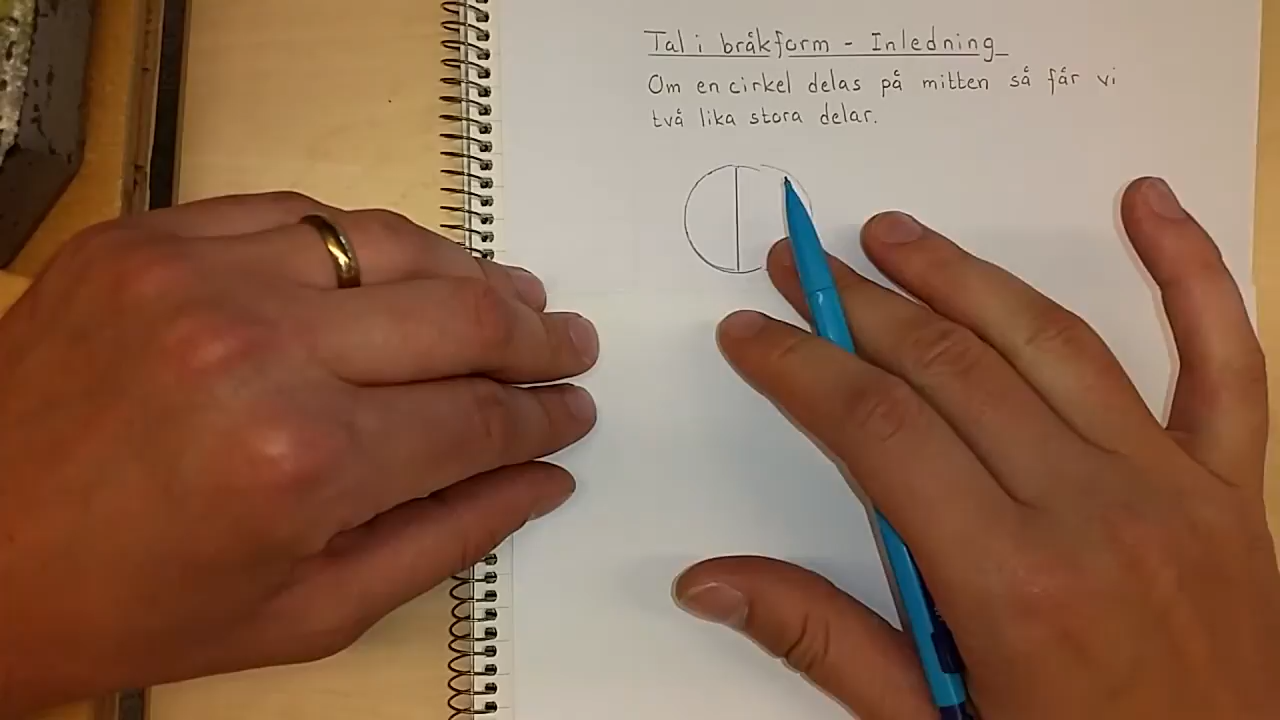 Tal i bråkform - Inledning
Om en cirkel delas på mitten så får vi
två lika stora delar.